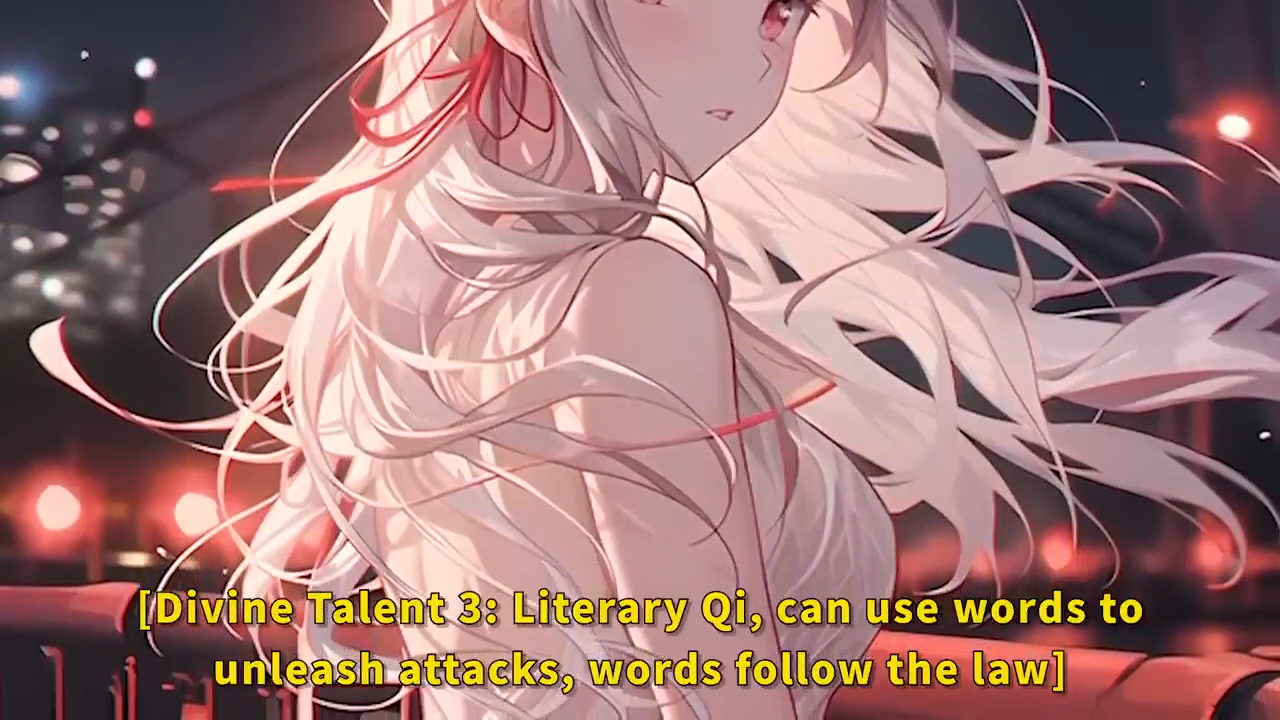 [Divine Talent 3: Literary Qi, can use words to
unleash attacks, words follow the law]